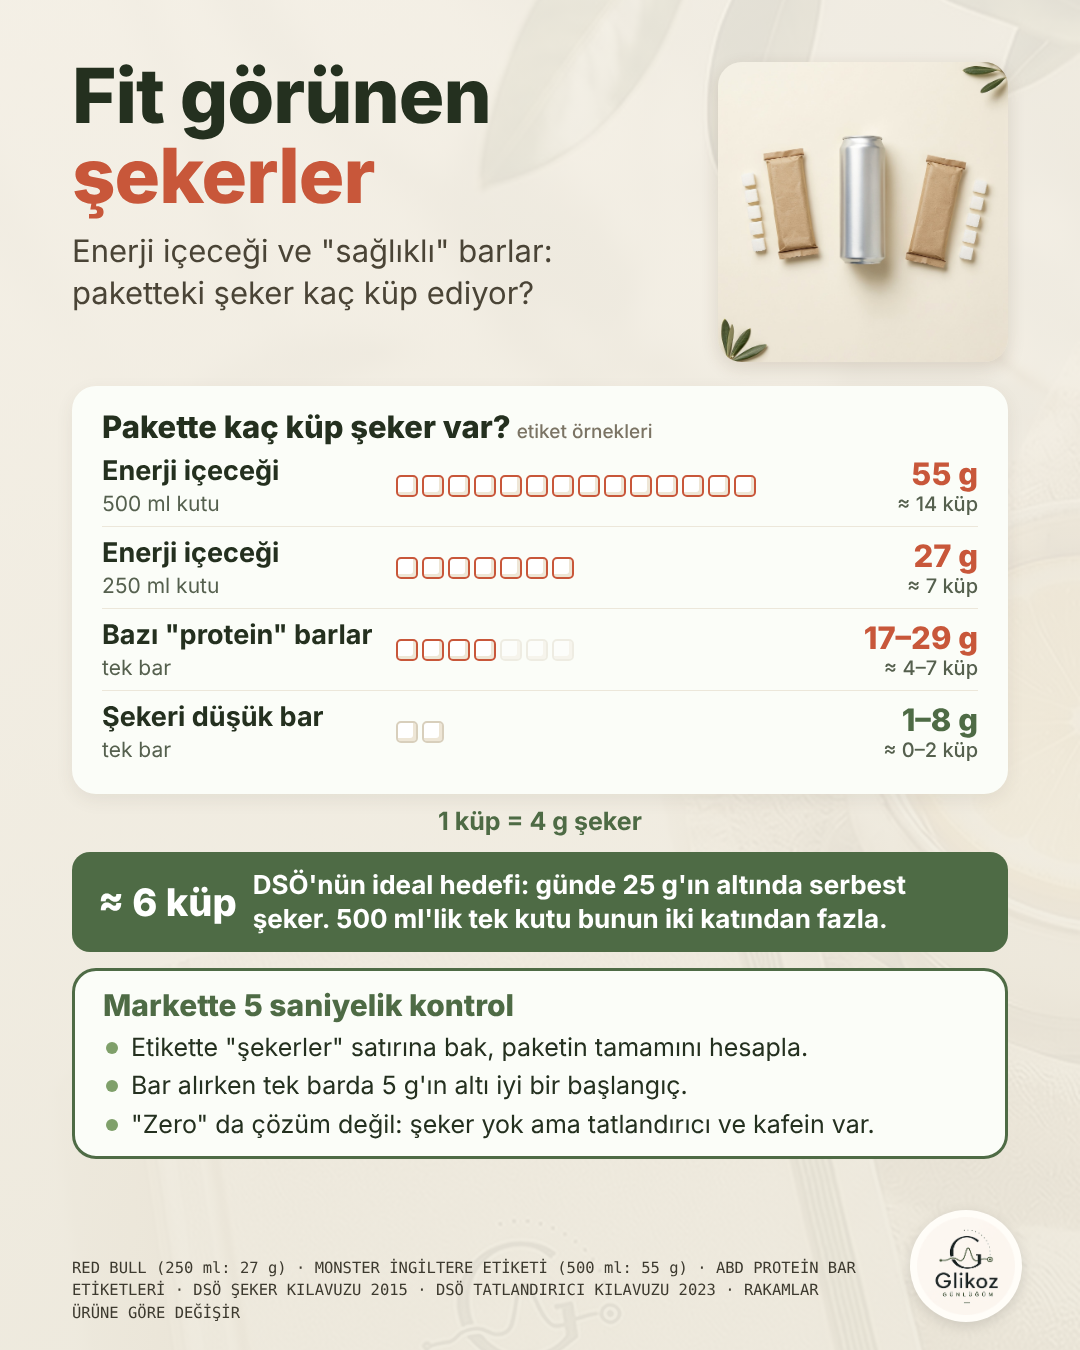 Fit görünen
şekerler
Enerji içeceği ve "sağlıklı" barlar:
paketteki şeker kaç küp ediyor?
Pakette kaç küp şeker var? etiket örnekleri
Enerji içeceği
500 ml kutu
55 g
≈ 14 küp
Enerji içeceği
250 ml kutu
27 g
≈ 7 küp
Bazı "protein" barlar
tek bar
17–29 g
≈ 4–7 küp
Şekeri düşük bar
tek bar
1–8 g
≈ 0–2 küp
1 küp = 4 g şeker
≈ 6 küp
DSÖ'nün ideal hedefi: günde 25 g'ın altında serbest
şeker. 500 ml'lik tek kutu bunun iki katından fazla.
Markette 5 saniyelik kontrol
Etikette "şekerler" satırına bak, paketin tamamını hesapla.
Bar alırken tek barda 5 g'ın altı iyi bir başlangıç.
"Zero" da çözüm değil: şeker yok ama tatlandırıcı ve kafein var.
RED BULL (250 ml: 27 g) · MONSTER İNGİLTERE ETİKETİ (500 ml: 55 g) · ABD PROTEİN BAR
ETİKETLERİ · DSÖ ŞEKER KILAVUZU 2015 · DSÖ TATLANDIRICI KILAVUZU 2023 · RAKAMLAR
ÜRÜNE GÖRE DEĞİŞİR
G
Glikoz
GÜNLÜĞÜM